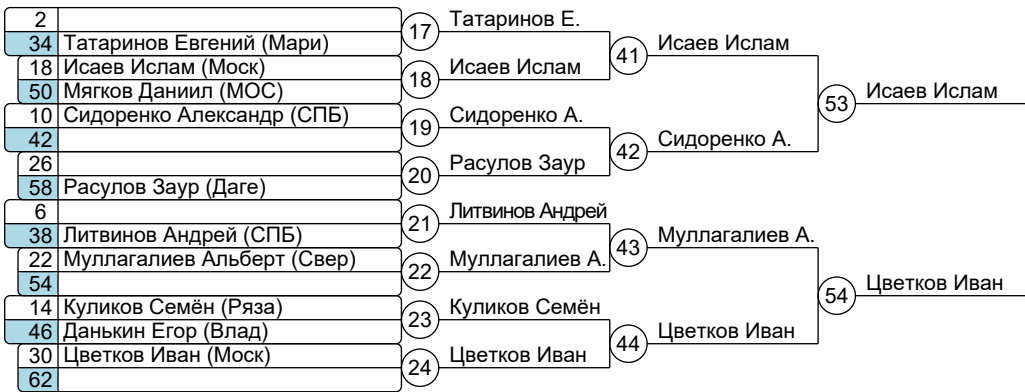 2
34 Татаринов Евгений (Мари)
18 Исаев Ислам (Моск)
50 Мягков Даниил (МОС)
10 Сидоренко Александр (СПБ)
42
26
58 Расулов Заур (Даге)
6
38 Литвинов Андрей (СПБ)
22 Муллагалиев Альберт (Свер)
54
14 Куликов Семён (Ряза)
46 Данькин Егор (Влад)
30 Цветков Иван (Моск)
62
17 Татаринов Е.
18 Исаев Ислам
19 Сидоренко А.
20 Расулов Заур
21 Литвинов Андрей
22 Муллагалиев А.
23 Куликов Семён
24 Цветков Иван
41 Исаев Ислам
42 Сидоренко А.
43 Муллагалиев А.
44 Цветков Иван
53 Исаев Ислам
54 Цветков Иван